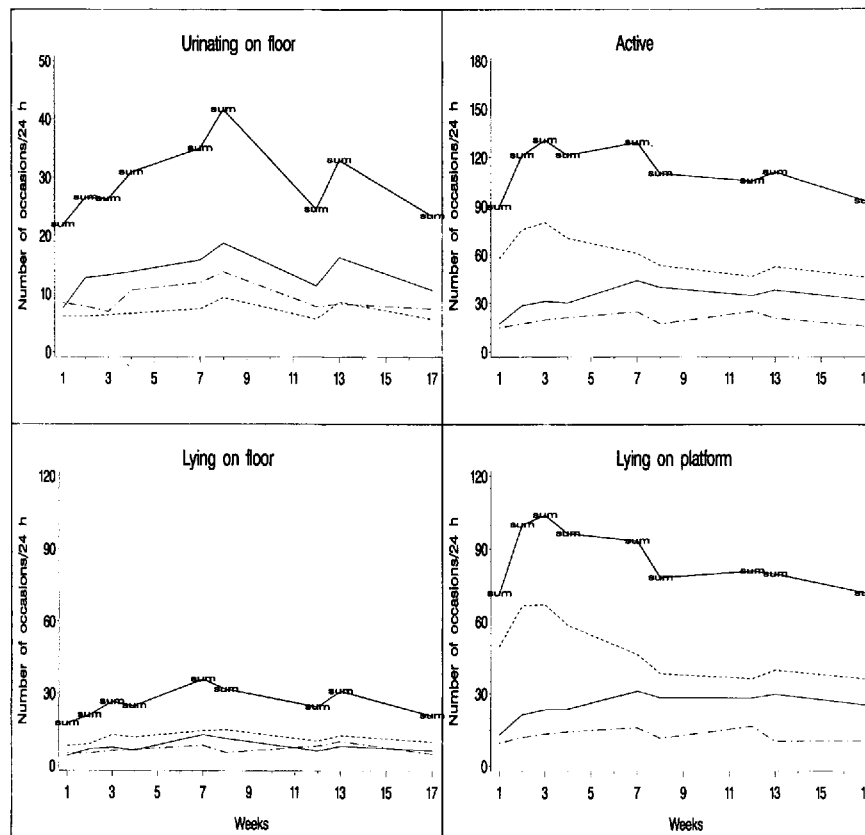 Urinating on floor
Number of occasions/24 h
50
40
30
20
10
0
sum sum sum sum sum sum sum sum sum
1 3 5 7 9 11 13 15 17
Active
Number of occasions/24 h
180
150
120
90
60
30
0
sum sum sum sum sum sum sum sum
1 3 5 7 9 11 13 15
Lying on floor
Number of occasions/24 h
120
90
60
30
0
sum sum sum sum sum sum sum sum sum
1 3 5 7 9 11 13 15 17
Weeks
Lying on platform
Number of occasions/24 h
120
90
60
30
0
sum sum sum sum sum sum sum sum
1 3 5 7 9 11 13 15
Weeks